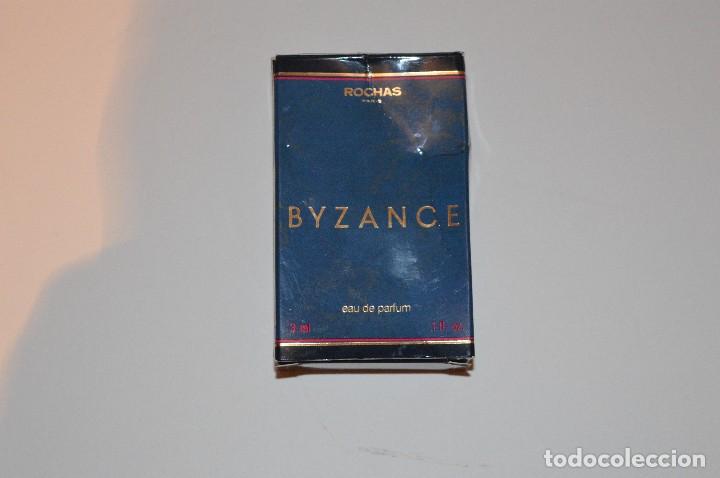 ROCHAS
PARIS
BYZANCE
eau de parfum
3 ml .1 fl. oz.
todocoleccion